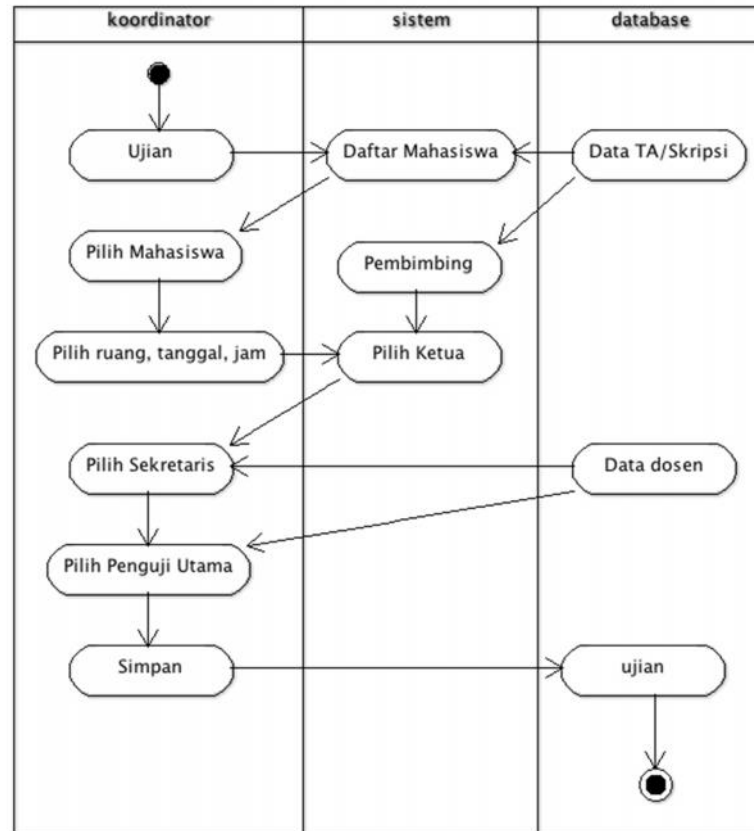 koordinator
sistem
database
Ujian
Daftar Mahasiswa
Data TA/Skripsi
Pilih Mahasiswa
Pembimbing
Pilih ruang, tanggal, jam
Pilih Ketua
Pilih Sekretaris
Data dosen
Pilih Penguji Utama
Simpan
ujian